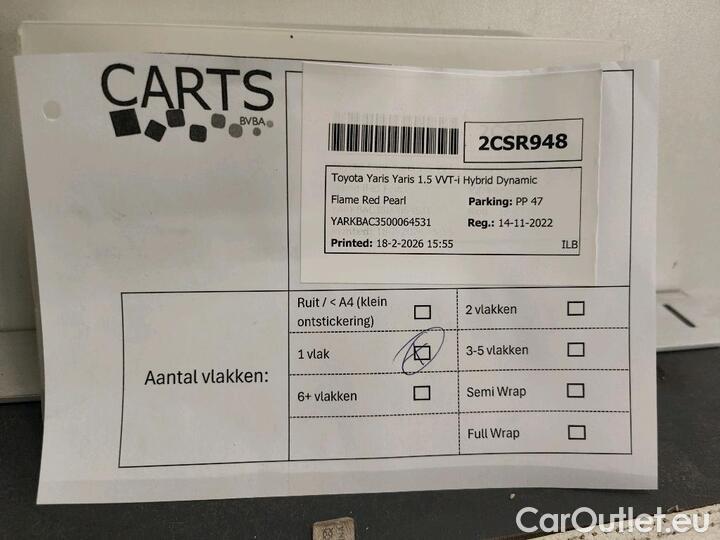 CARTS
BVBA
2CSR948
Toyota Yaris Yaris 1.5 VVT-i Hybrid Dynamic
Flame Red Pearl Parking: PP 47
YARKBAC3500064531 Reg.: 14-11-2022
Printed: 18-2-2026 15:55 ILB
Aantal vlakken:
Ruit / < A4 (klein
ontstickering)
2 vlakken
1 vlak
3-5 vlakken
6+ vlakken
Semi Wrap
Full Wrap
CarOutlet.eu